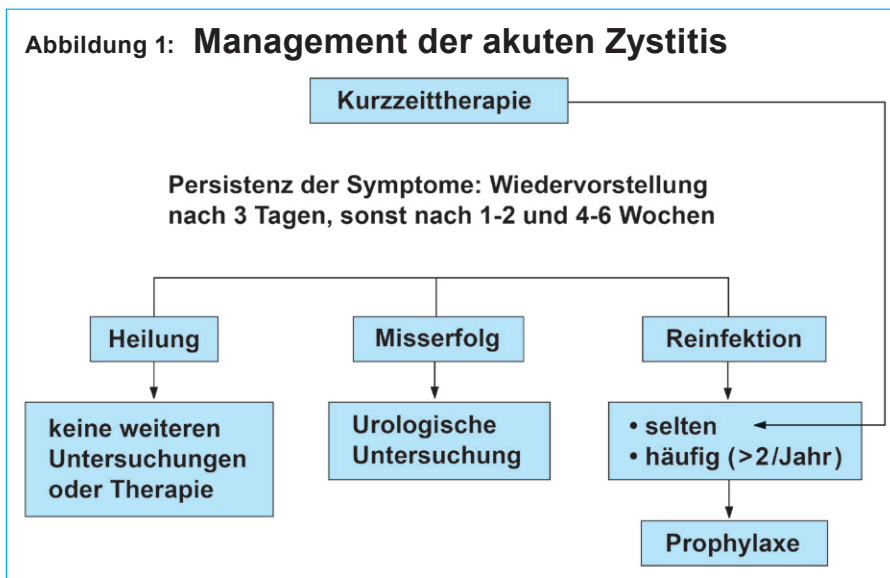 Abbildung 1: Management der akuten Zystitis
Kurzzeittherapie
Persistenz der Symptome: Wiedervorstellung
nach 3 Tagen, sonst nach 1-2 und 4-6 Wochen
Heilung
Misserfolg
Reinfektion
keine weiteren
Untersuchungen
oder Therapie
Urologische
Untersuchung
• selten
• häufig (>2/Jahr)
Prophylaxe